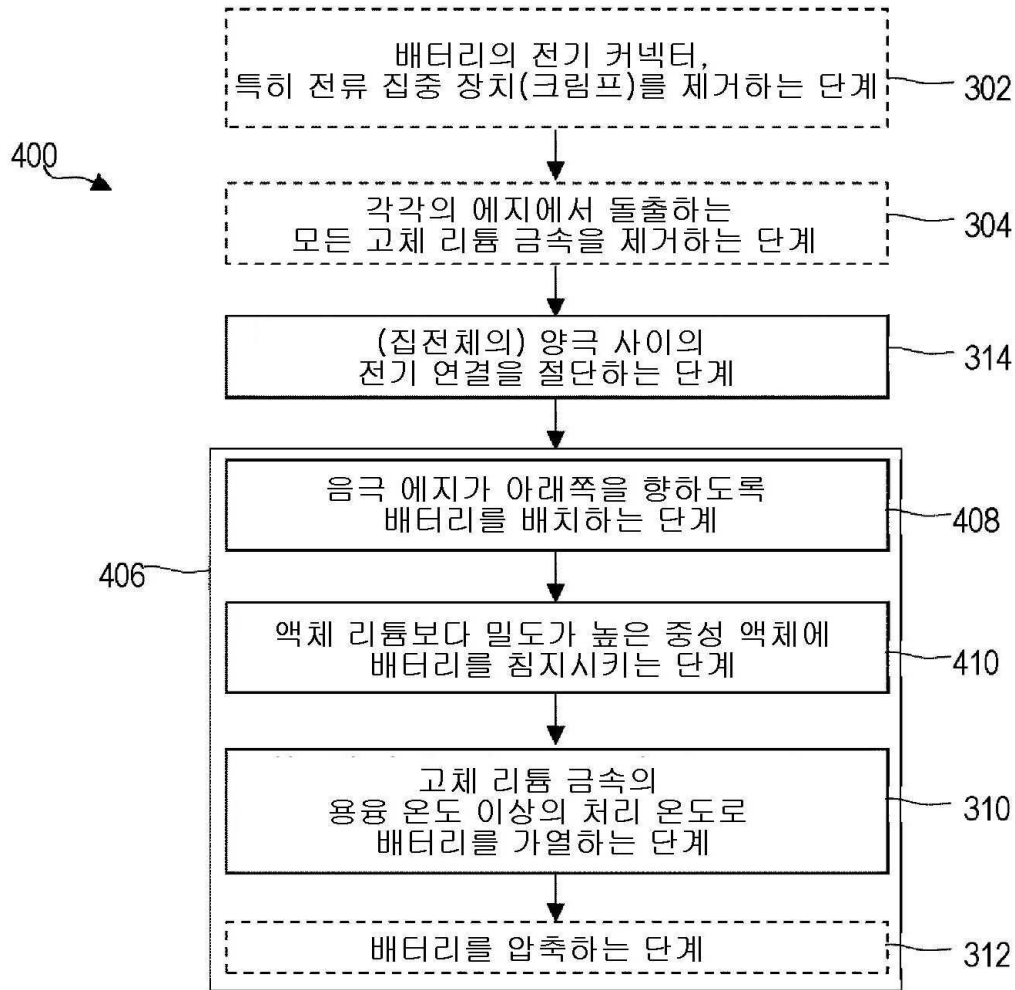 배터리의 전기 커넥터,
특히 전류 집중 장치(크림프)를 제거하는 단계
302
400
각각의 에지에서 돌출하는
모든 고체 리튬 금속을 제거하는 단계
304
(집전체의) 양극 사이의
전기 연결을 절단하는 단계
314
음극 에지가 아래쪽을 향하도록
배터리를 배치하는 단계
408
406
액체 리튬보다 밀도가 높은 중성 액체에
배터리를 침지시키는 단계
410
고체 리튬 금속의
용융 온도 이상의 처리 온도로
배터리를 가열하는 단계
310
배터리를 압축하는 단계
312